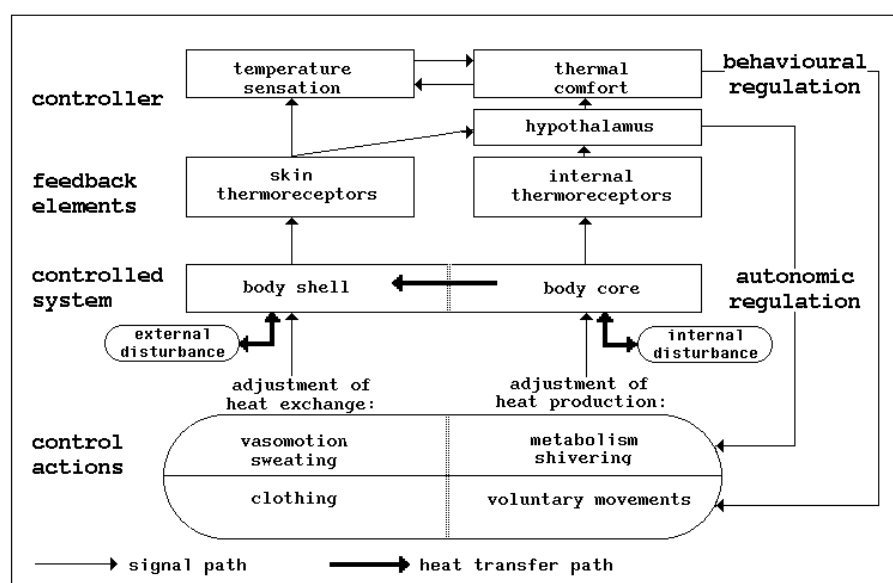 temperature
sensation
thermal
comfort
behavioural
regulation
controller
hypothalamus
feedback
elements
skin
thermoreceptors
internal
thermoreceptors
controlled
system
body shell
body core
autonomic
regulation
external
disturbance
internal
disturbance
adjustment of
heat exchange:
adjustment of
heat production:
control
actions
vasomotion
sweating
metabolism
shivering
clothing
voluntary movements
signal path
heat transfer path